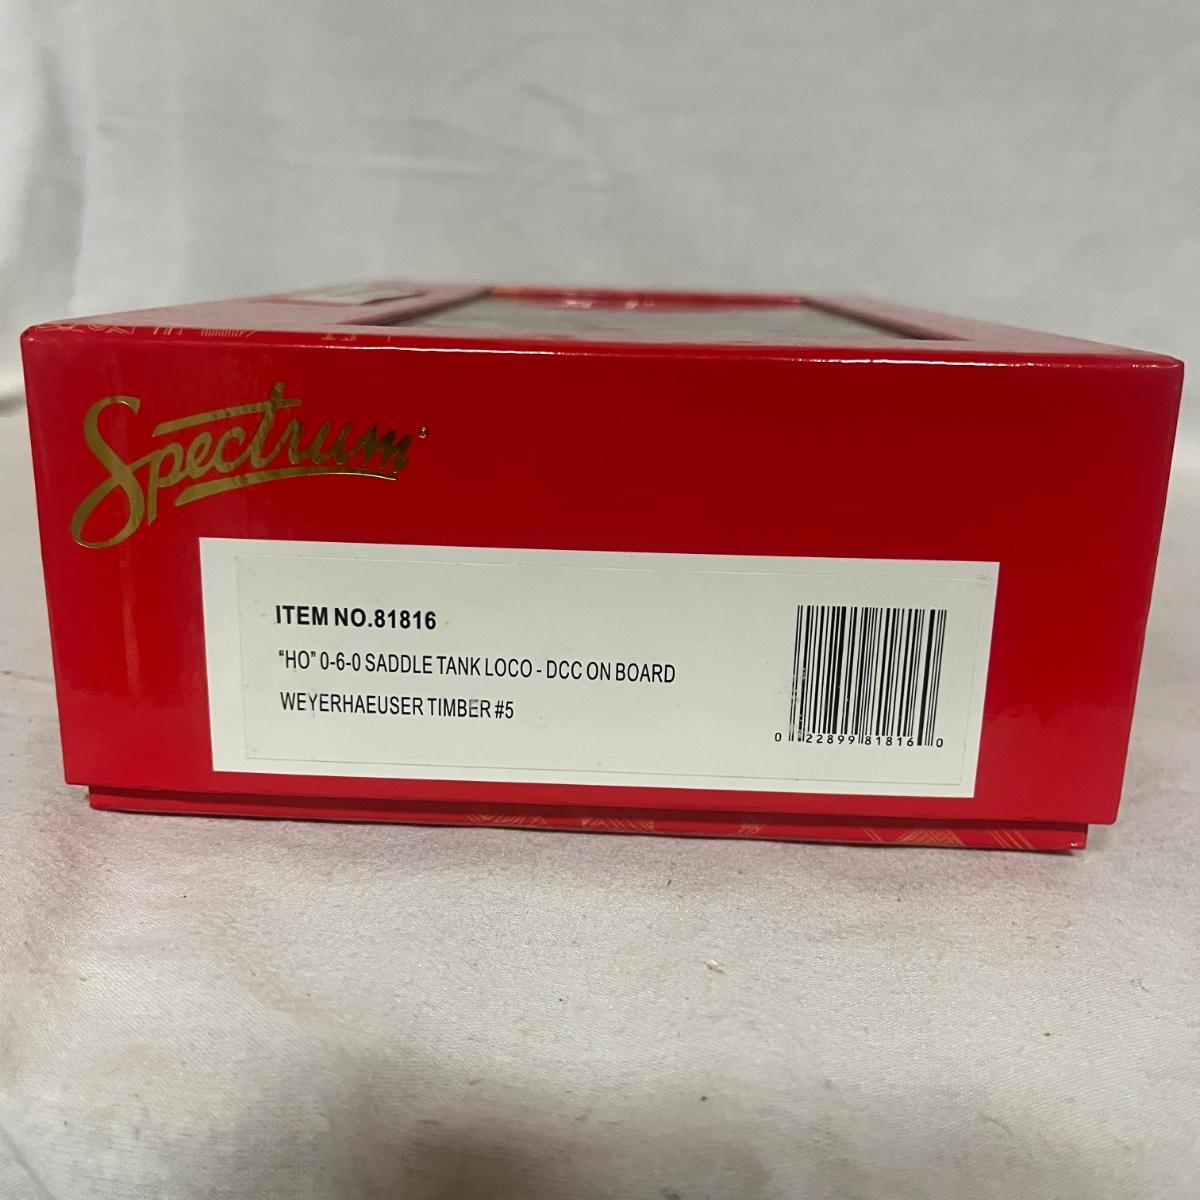 Spectrum
ITEM NO.81816
"HO" 0-6-0 SADDLE TANK LOCO - DCC ON BOARD
WEYERHAEUSER TIMBER #5
0 22899 81816 0